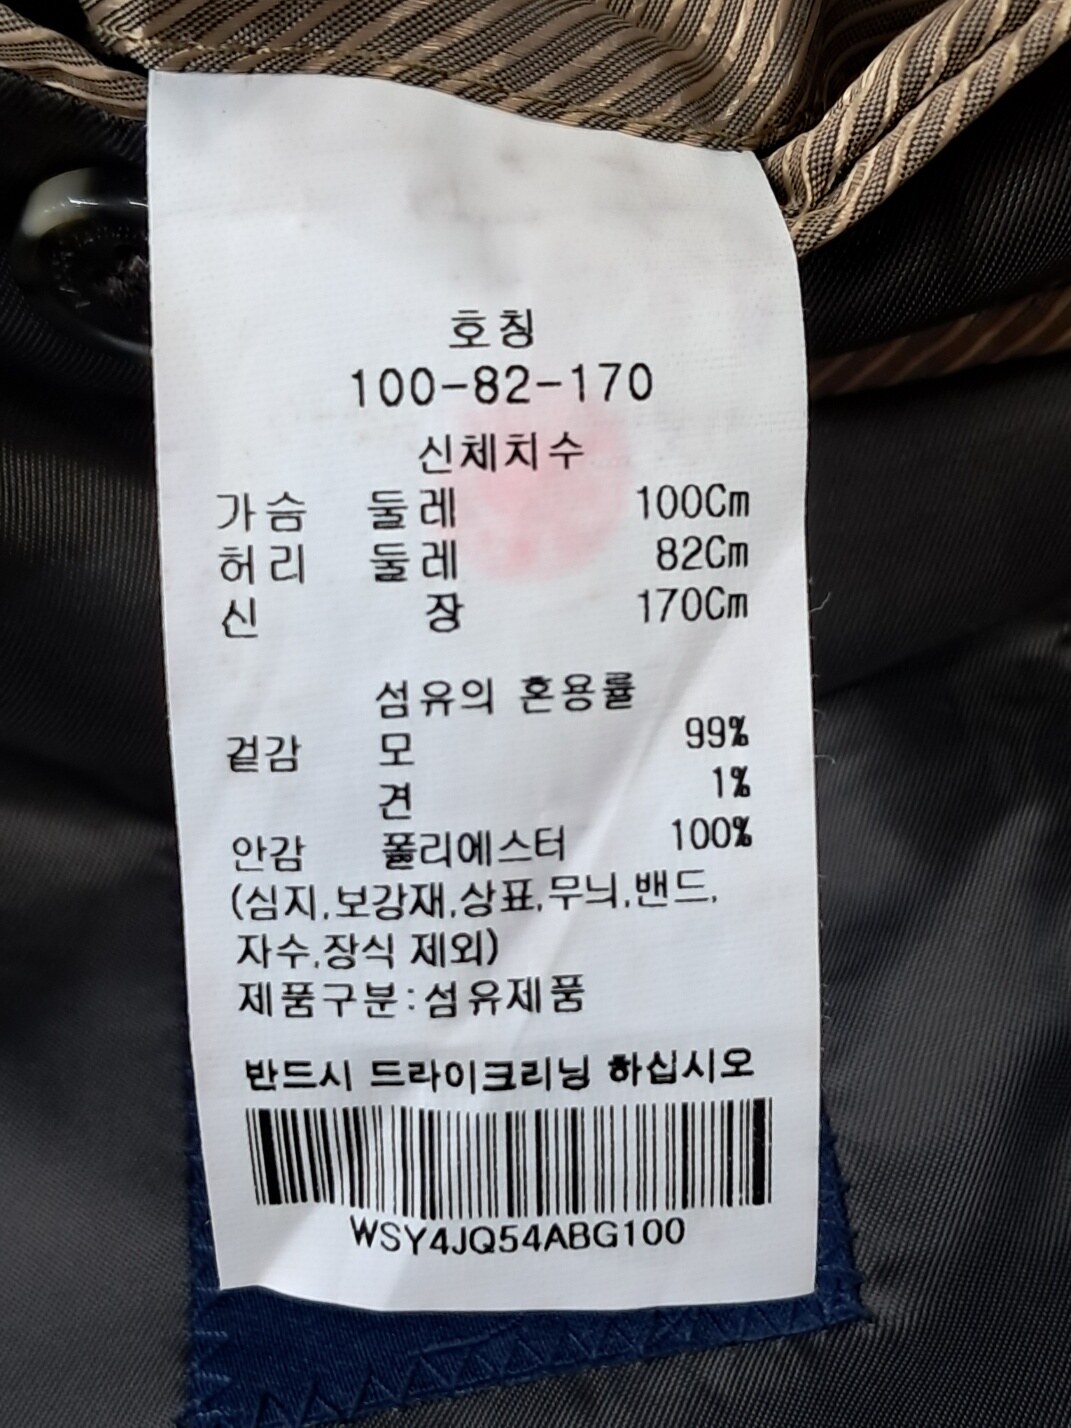 호칭
100-82-170
신체치수
가슴 둘레 100Cm
허리 둘레 82Cm
신 장 170Cm
섬유의 혼용률
겉감 모 99%
견 1%
안감 폴리에스터 100%
(심지,보강재,상표,무늬,밴드,
자수,장식 제외)
제품구분:섬유제품
반드시 드라이크리닝 하십시오
WSY4JQ54ABG100